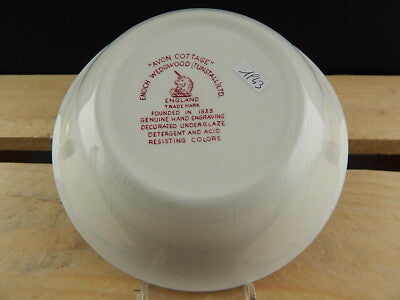 "AVON COTTAGE"
ENOCH WEDGWOOD (TUNSTALL) LTD.
ENGLAND
TRADE MARK
FOUNDED IN 1835
GENUINE HAND ENGRAVING
DECORATED UNDERGLAZE
DETERGENT AND ACID
RESISTING COLORS